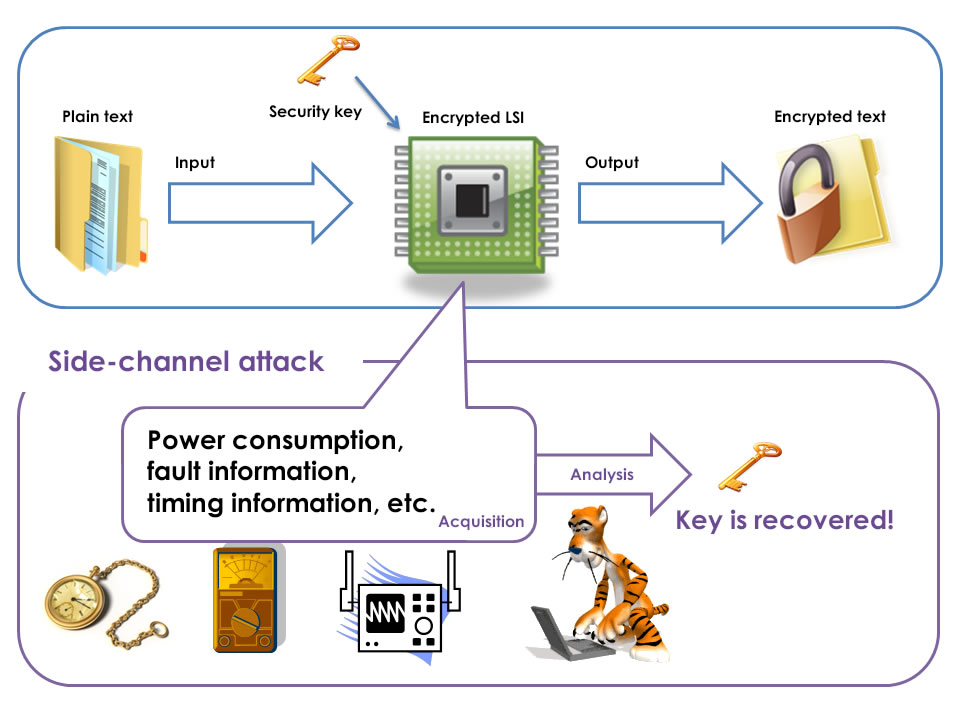 Security key
Plain text
Encrypted LSI
Encrypted text
Input
Output
Side-channel attack
Power consumption,
fault information,
timing information, etc.
Acquisition
Analysis
Key is recovered!